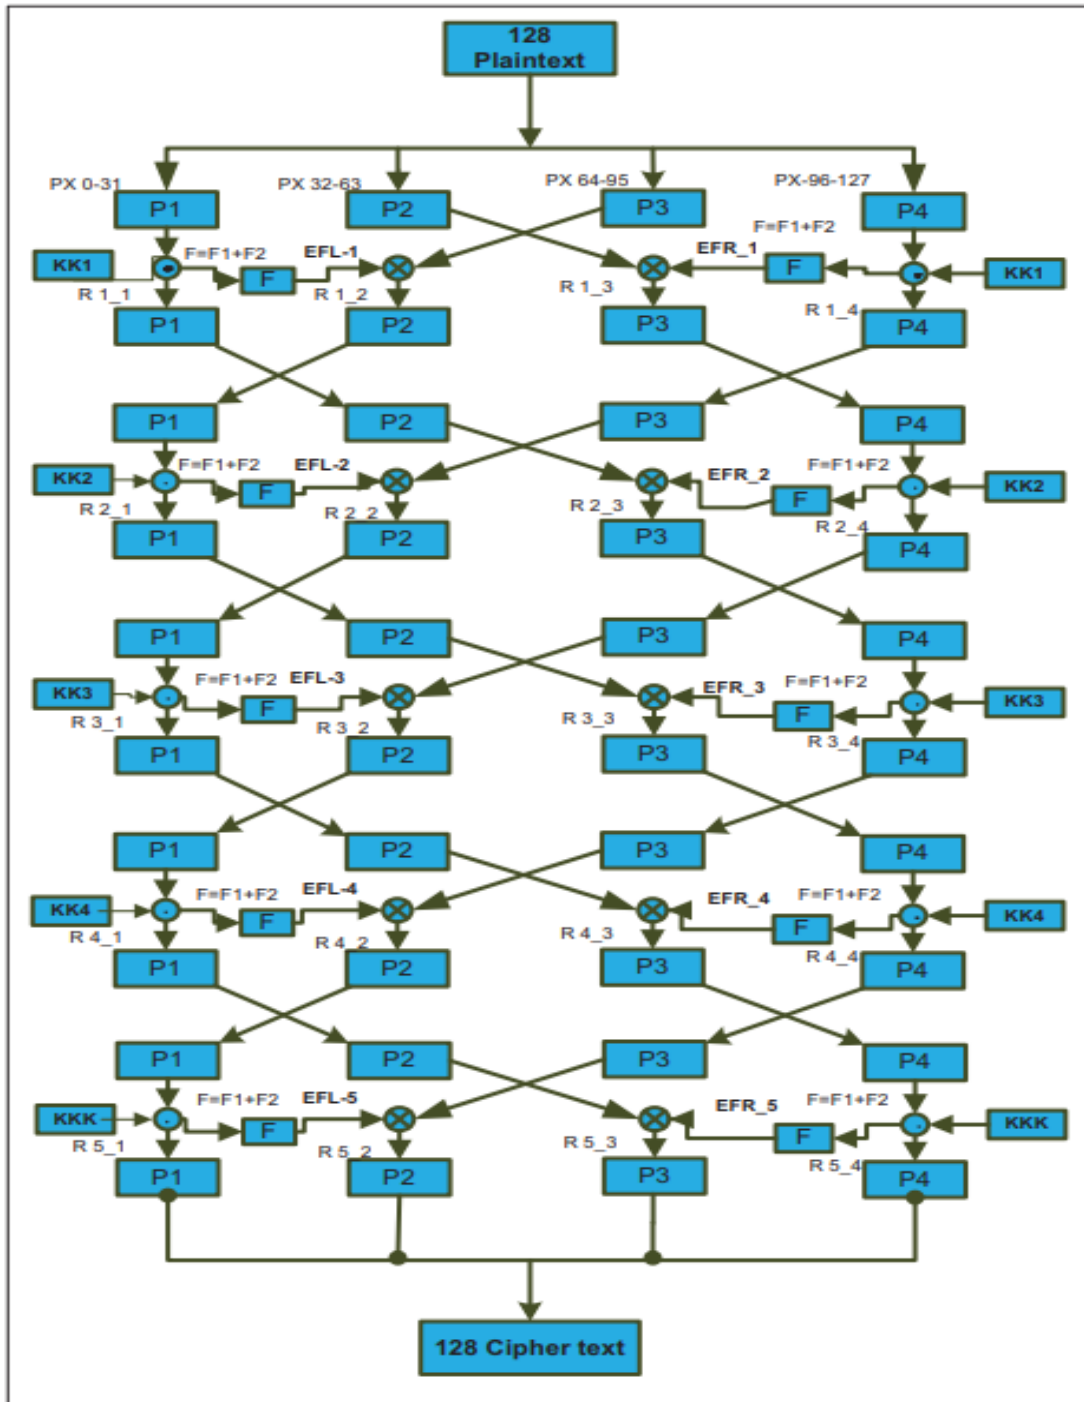 128
Plaintext
PX 0-31
PX 32-63
PX 64-95
PX-96-127
P1
P2
P3
P4
F=F1+F2
EFL-1
EFR_1
F=F1+F2
KK1
F
F
KK1
R 1_1
R 1_2
R 1_3
R 1_4
P1
P2
P3
P4
P1
P2
P3
P4
KK2
F=F1+F2
EFL-2
EFR_2
F=F1+F2
KK2
F
F
R 2_1
R 2_2
R 2_3
R 2_4
P1
P2
P3
P4
P1
P2
P3
P4
KK3
F=F1+F2
EFL-3
EFR_3
F=F1+F2
KK3
F
F
R 3_1
R 3_2
R 3_3
R 3_4
P1
P2
P3
P4
P1
P2
P3
P4
KK4
F=F1+F2
EFL-4
EFR_4
F=F1+F2
KK4
F
F
R 4_1
R 4_2
R 4_3
R 4_4
P1
P2
P3
P4
P1
P2
P3
P4
KKK
F=F1+F2
EFL-5
EFR_5
F=F1+F2
KKK
F
F
R 5_1
R 5_2
R 5_3
R 5_4
P1
P2
P3
P4
128 Cipher text